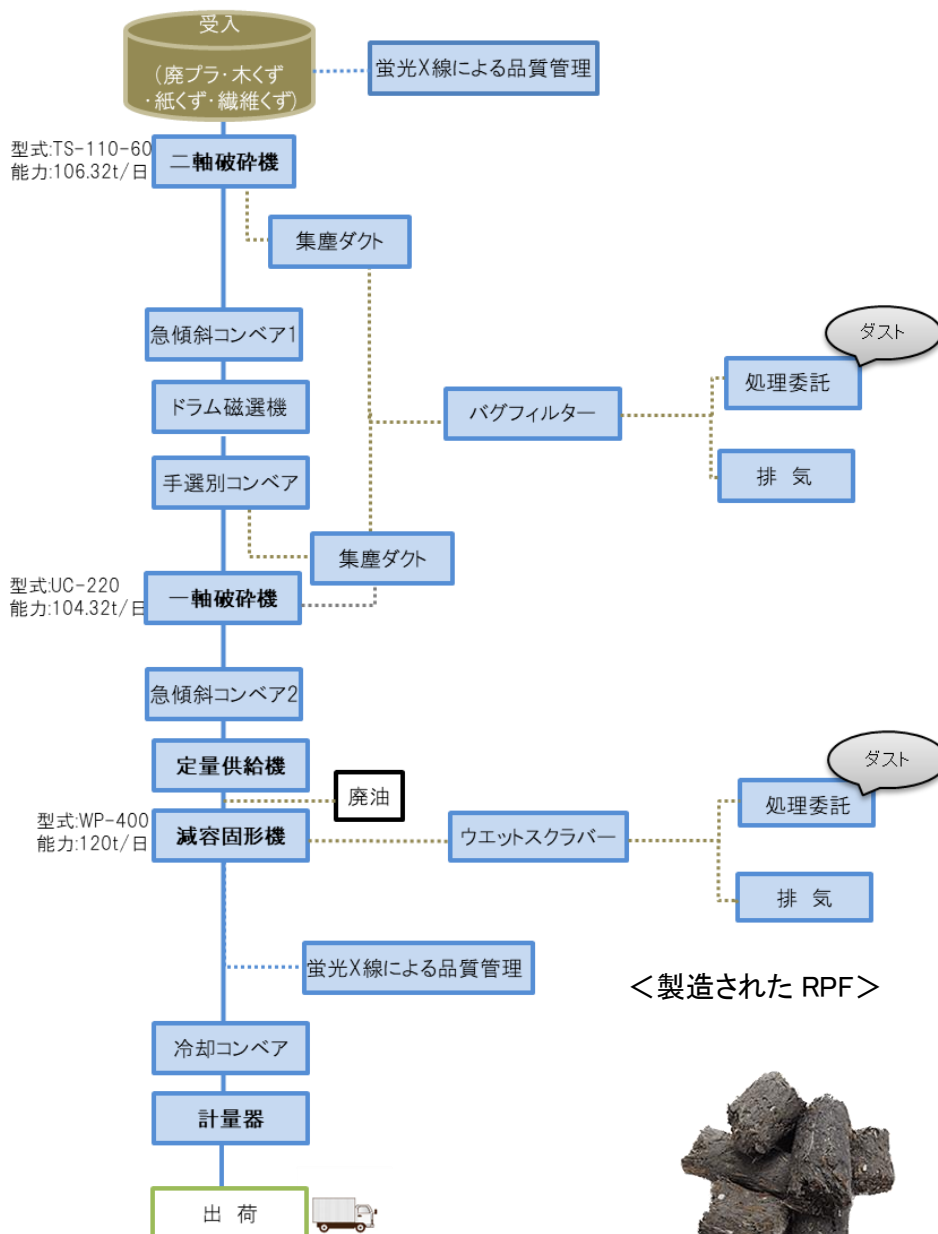 受入
(廃プラ・木くず
・紙くず・繊維くず)
蛍光X線による品質管理
型式:TS-110-60
能力:106.32t/日
二軸破砕機
集塵ダクト
急傾斜コンベア1
ダスト
処理委託
ドラム磁選機
バグフィルター
手選別コンベア
排 気
集塵ダクト
型式:UC-220
能力:104.32t/日
一軸破砕機
急傾斜コンベア2
定量供給機
ダスト
廃油
処理委託
型式:WP-400
能力:120t/日
減容固形機
ウエットスクラバー
排 気
蛍光X線による品質管理
＜製造された RPF＞
冷却コンベア
計量器
出 荷